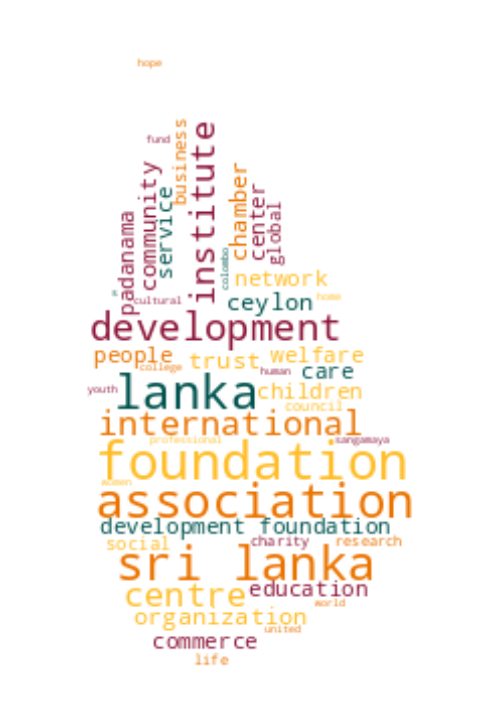 hope
fund
business
institute
community
service
chamber
center
global
padanama
colombo
cultural
network
home
ceylon
development
people
college
trust
welfare
human
care
youth
lanka
children
council
international
professional
sangamaya
foundation
women
association
development foundation
social
charity
research
sri lanka
centre
education
world
organization
united
commerce
life